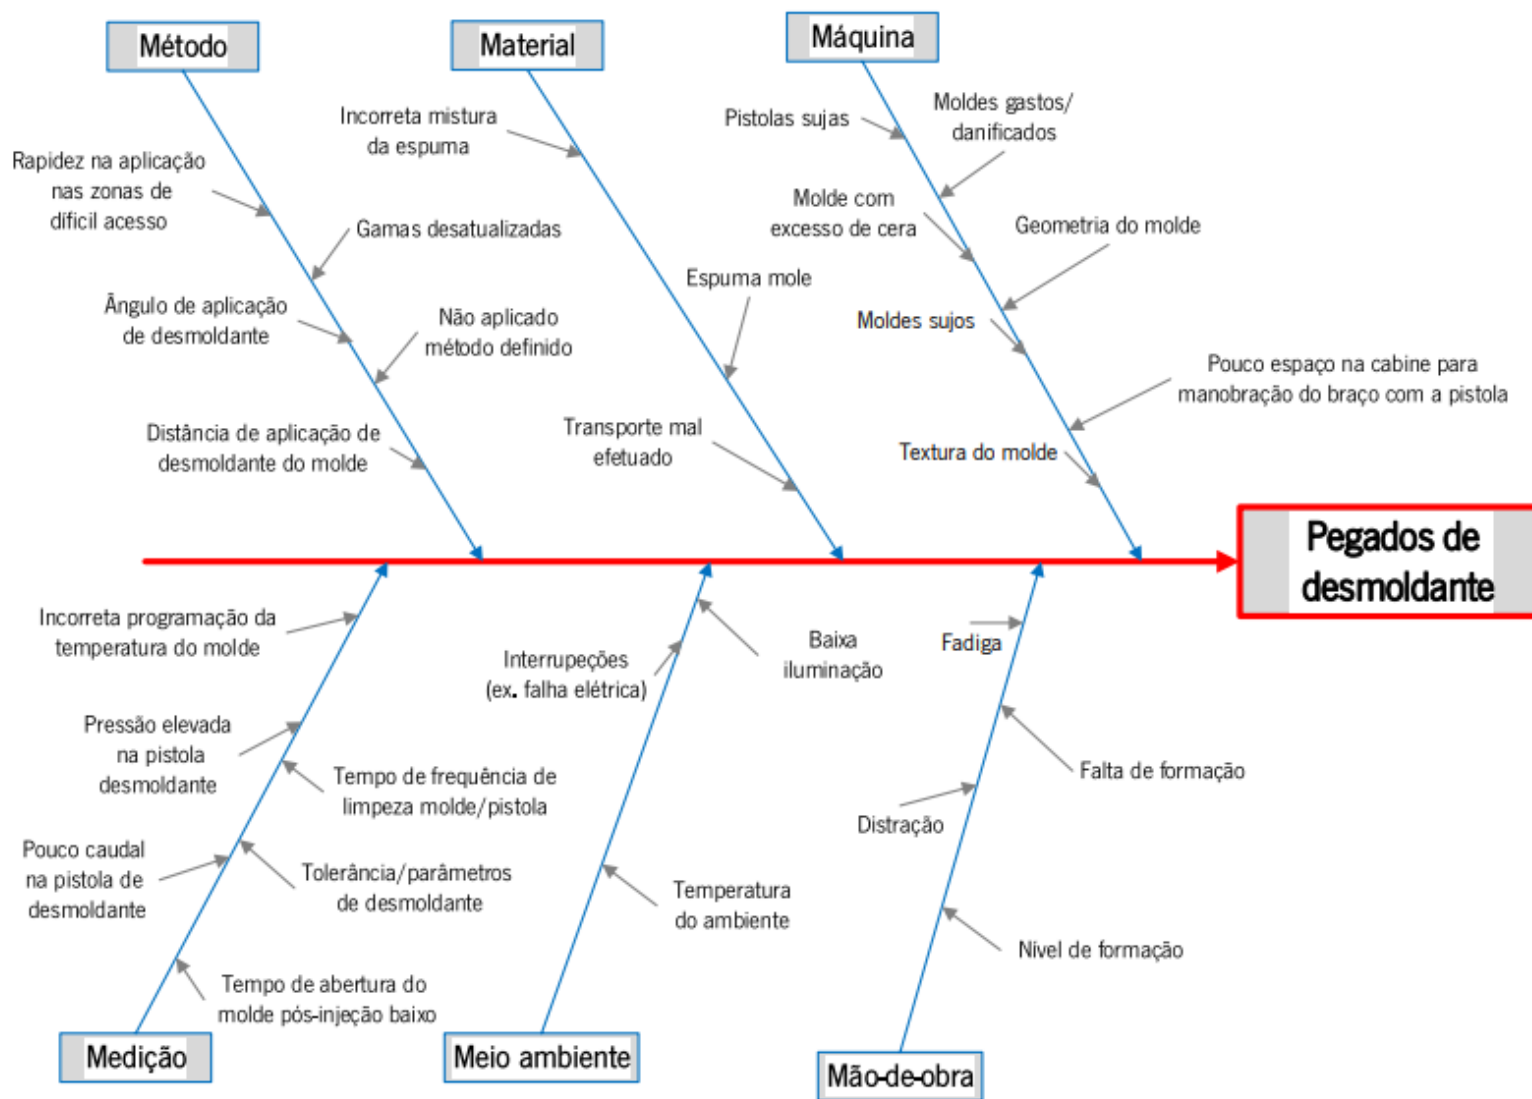 Método
Material
Máquina
Rapidez na aplicação
nas zonas de
díficil acesso
Gamas desatualizadas
Ângulo de aplicação
de desmoldante
Não aplicado
método definido
Distância de aplicação de
desmoldante do molde
Incorreta mistura
da espuma
Espuma mole
Transporte mal
efetuado
Pistolas sujas
Moldes gastos/
danificados
Molde com
excesso de cera
Geometria do molde
Moldes sujos
Pouco espaço na cabine para
manobração do braço com a pistola
Textura do molde
Pegados de
desmoldante
Incorreta programação da
temperatura do molde
Pressão elevada
na pistola
desmoldante
Tempo de frequência de
limpeza molde/pistola
Pouco caudal
na pistola de
desmoldante
Tolerância/parâmetros
de desmoldante
Tempo de abertura do
molde pós-injeção baixo
Interrupeções
(ex. falha elétrica)
Baixa
iluminação
Temperatura
do ambiente
Fadiga
Falta de formação
Distração
Nivel de formação
Medição
Meio ambiente
Mão-de-obra